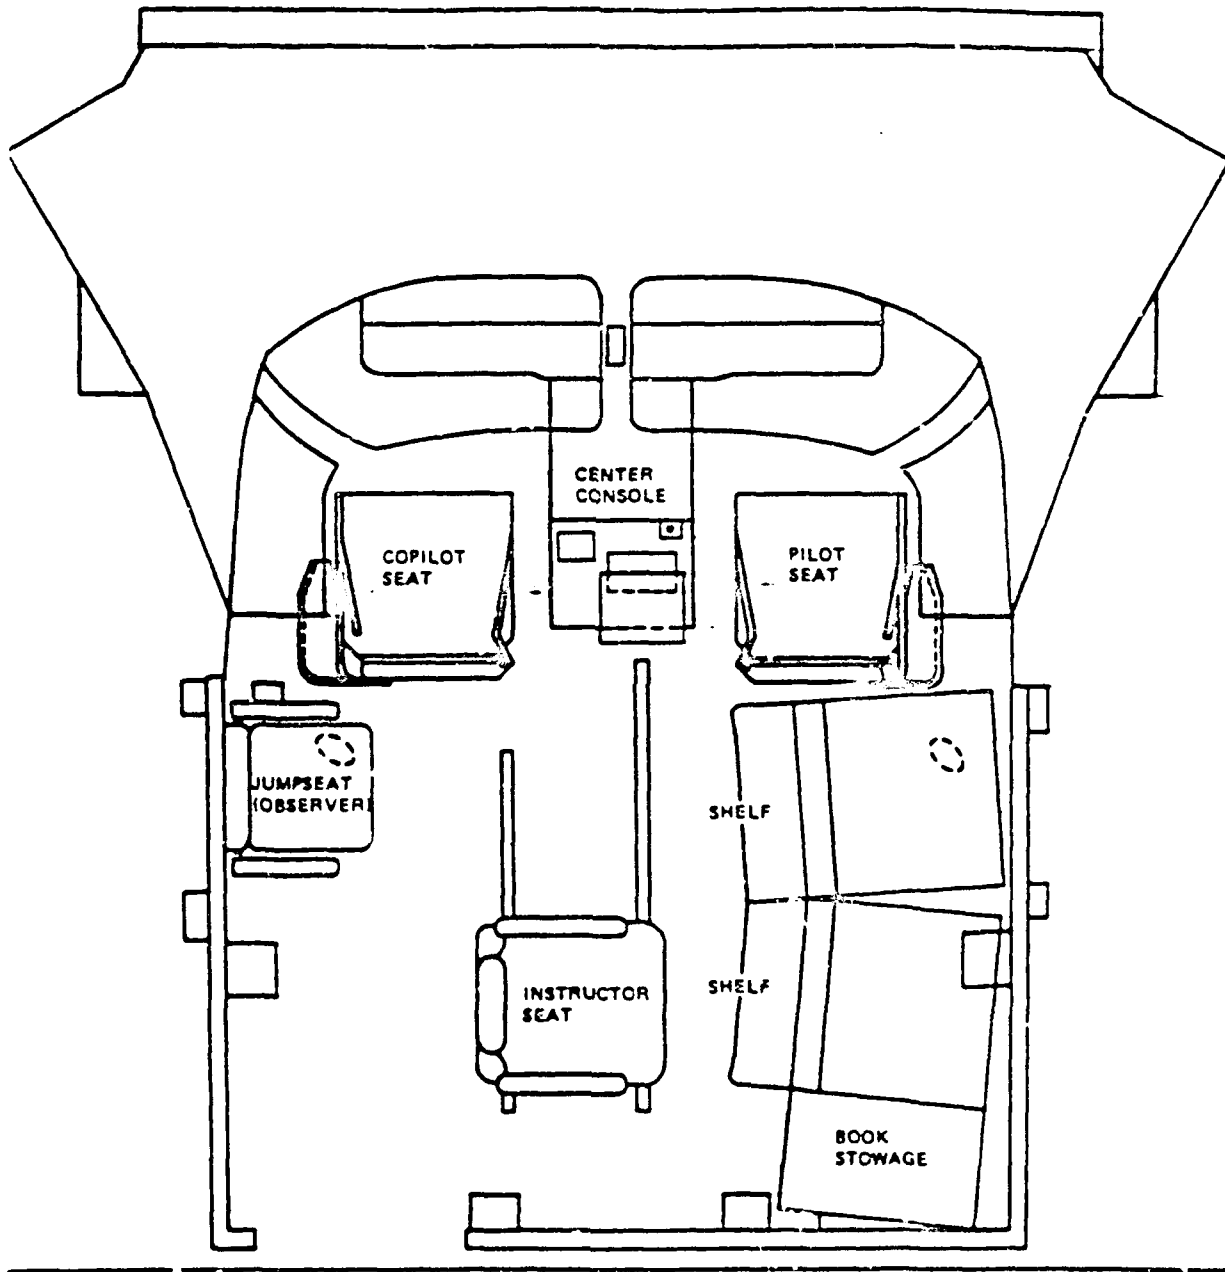 CENTER
CONSOLE
COPILOT
SEAT
PILOT
SEAT
JUMPSEAT
(OBSERVER)
SHELF
INSTRUCTOR
SEAT
SHELF
BOOK
STOWAGE